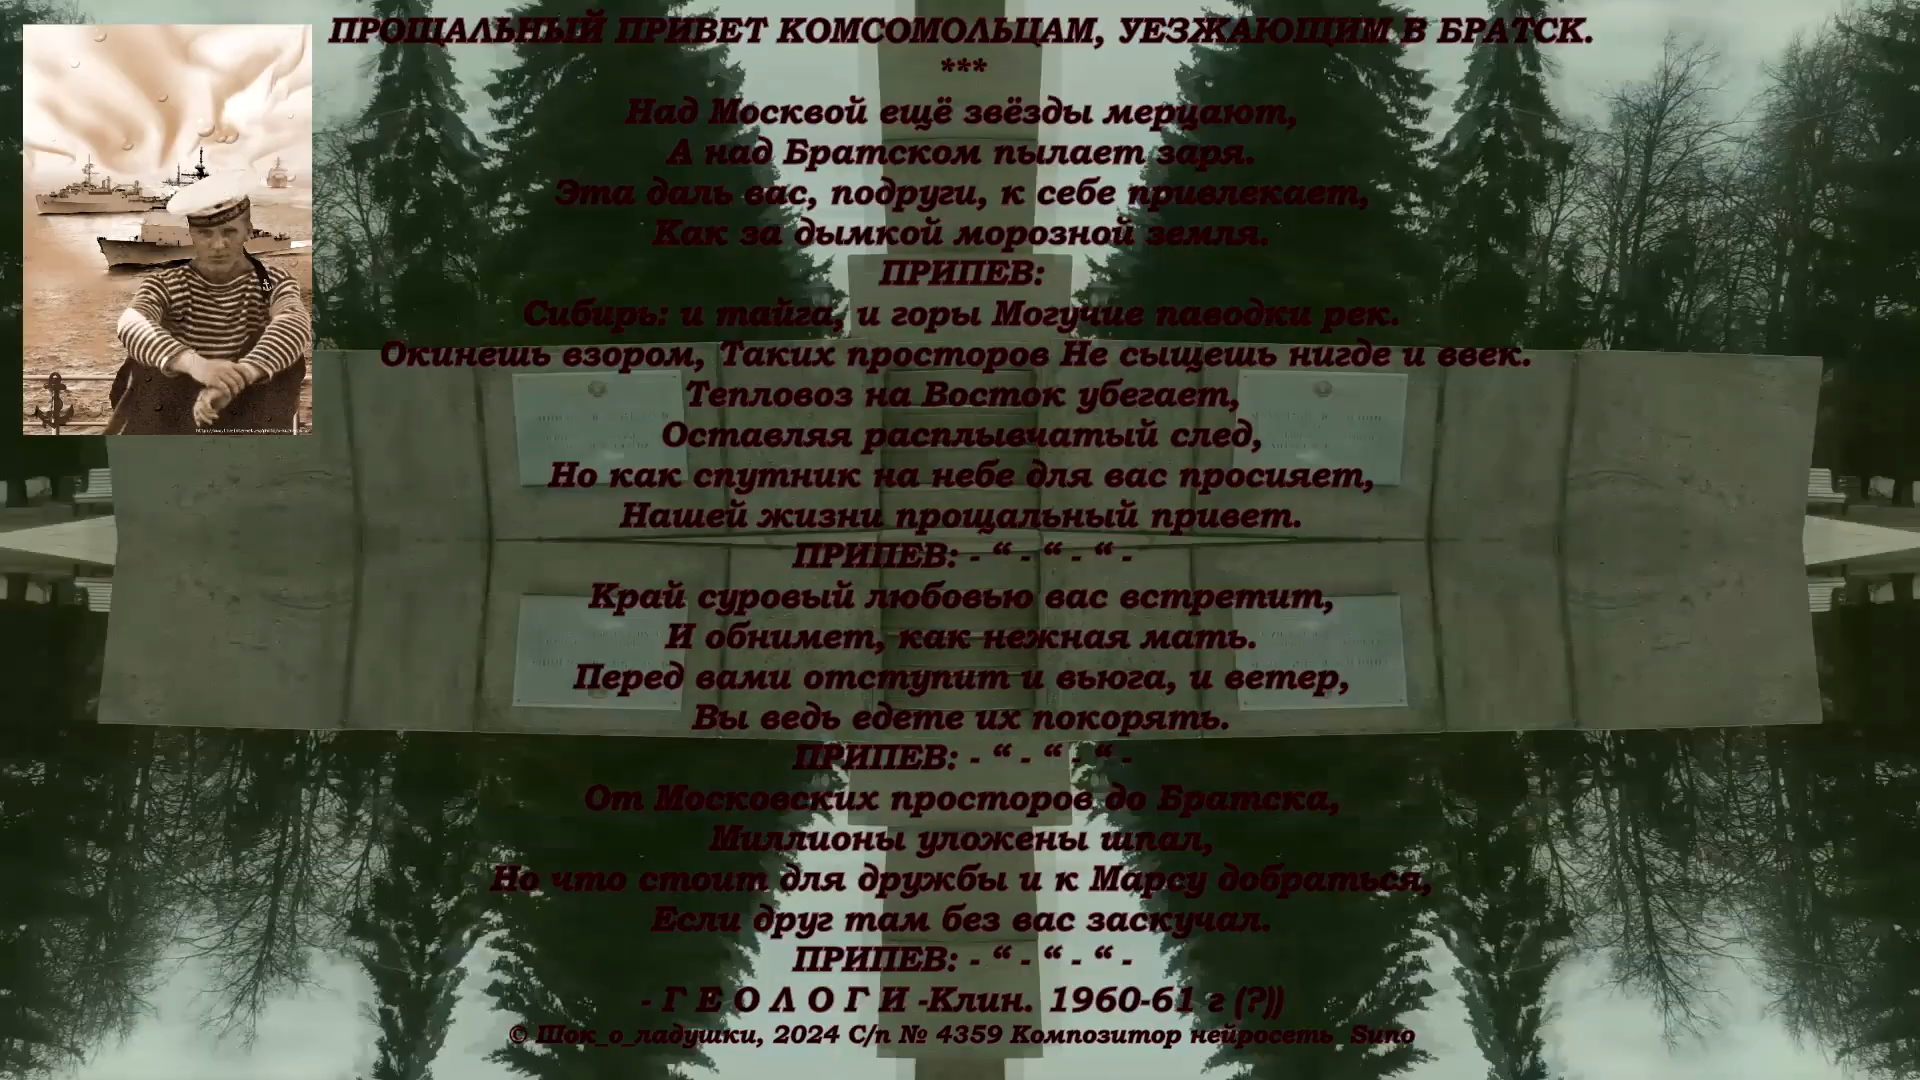 ПРОЩАЛЬНЫЙ ПРИВЕТ КОМСОМОЛЬЦАМ, УЕЗЖАЮЩИМ В БРАТСК.
***
Над Москвой ещё звёзды мерцают,
А над Братском пылает заря.
Эта даль вас, подруги, к себе привлекает,
Как за дымкой морозной земля.
ПРИПЕВ:
Сибирь: и тайга, и горы Могучие паводки рек.
Окинешь взором, Таких просторов Не сыщешь нигде и ввек.
Тепловоз на Восток убегает,
Оставляя расплывчатый след,
Но как спутник на небе для вас просияет,
Нашей жизни прощальный привет.
ПРИПЕВ: - “ - “ - “ -
Край суровый любовью вас встретит,
И обнимет, как нежная мать.
Перед вами отступит и вьюга, и ветер,
Вы ведь едете их покорять.
ПРИПЕВ: - “ - “ - “ -
От Московских просторов до Братска,
Миллионы уложены шпал,
Но что стоит для дружбы и к Марсу добраться,
Если друг там без вас заскучал.
ПРИПЕВ: - “ - “ - “ -
- Г Е О Л О Г И -Клин. 1960-61 г (?))
© Шок_о_ладушки, 2024 С/п № 4359 Композитор нейросеть Suno